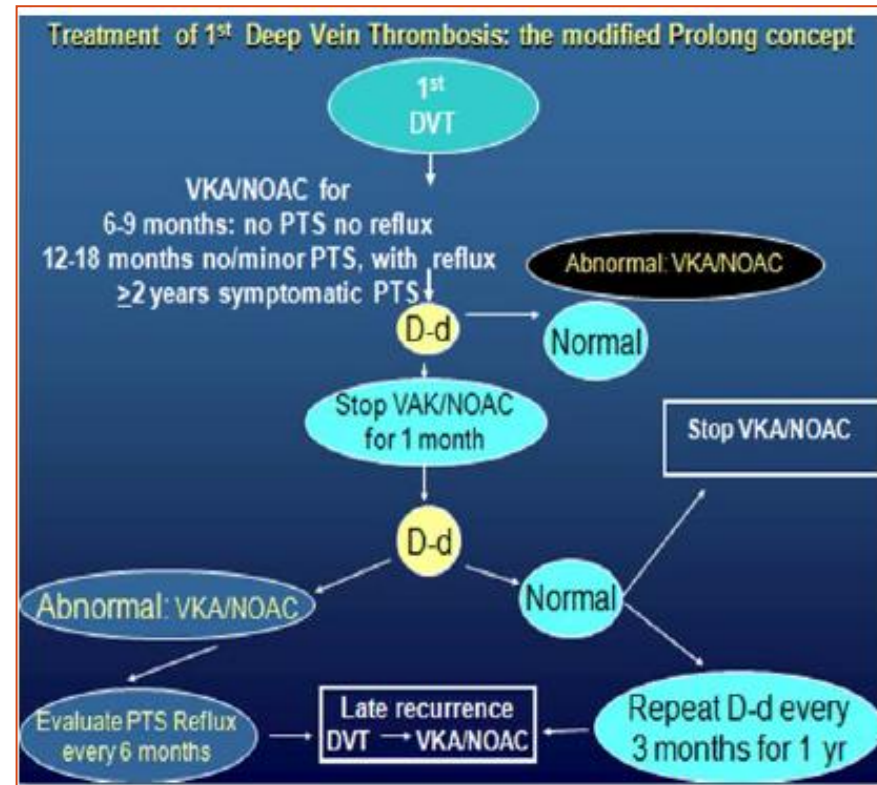 Treatment of 1st Deep Vein Thrombosis: the modified Prolong concept
1st
DVT
VKA/NOAC for
6-9 months: no PTS no reflux
12-18 months no/minor PTS, with reflux
≥2 years symptomatic PTS
Abnormal: VKA/NOAC
D-d
Normal
Stop VAK/NOAC
for 1 month
Stop VKA/NOAC
D-d
Abnormal: VKA/NOAC
Normal
Evaluate PTS Reflux
every 6 months
Late recurrence
DVT → VKA/NOAC
Repeat D-d every
3 months for 1 yr